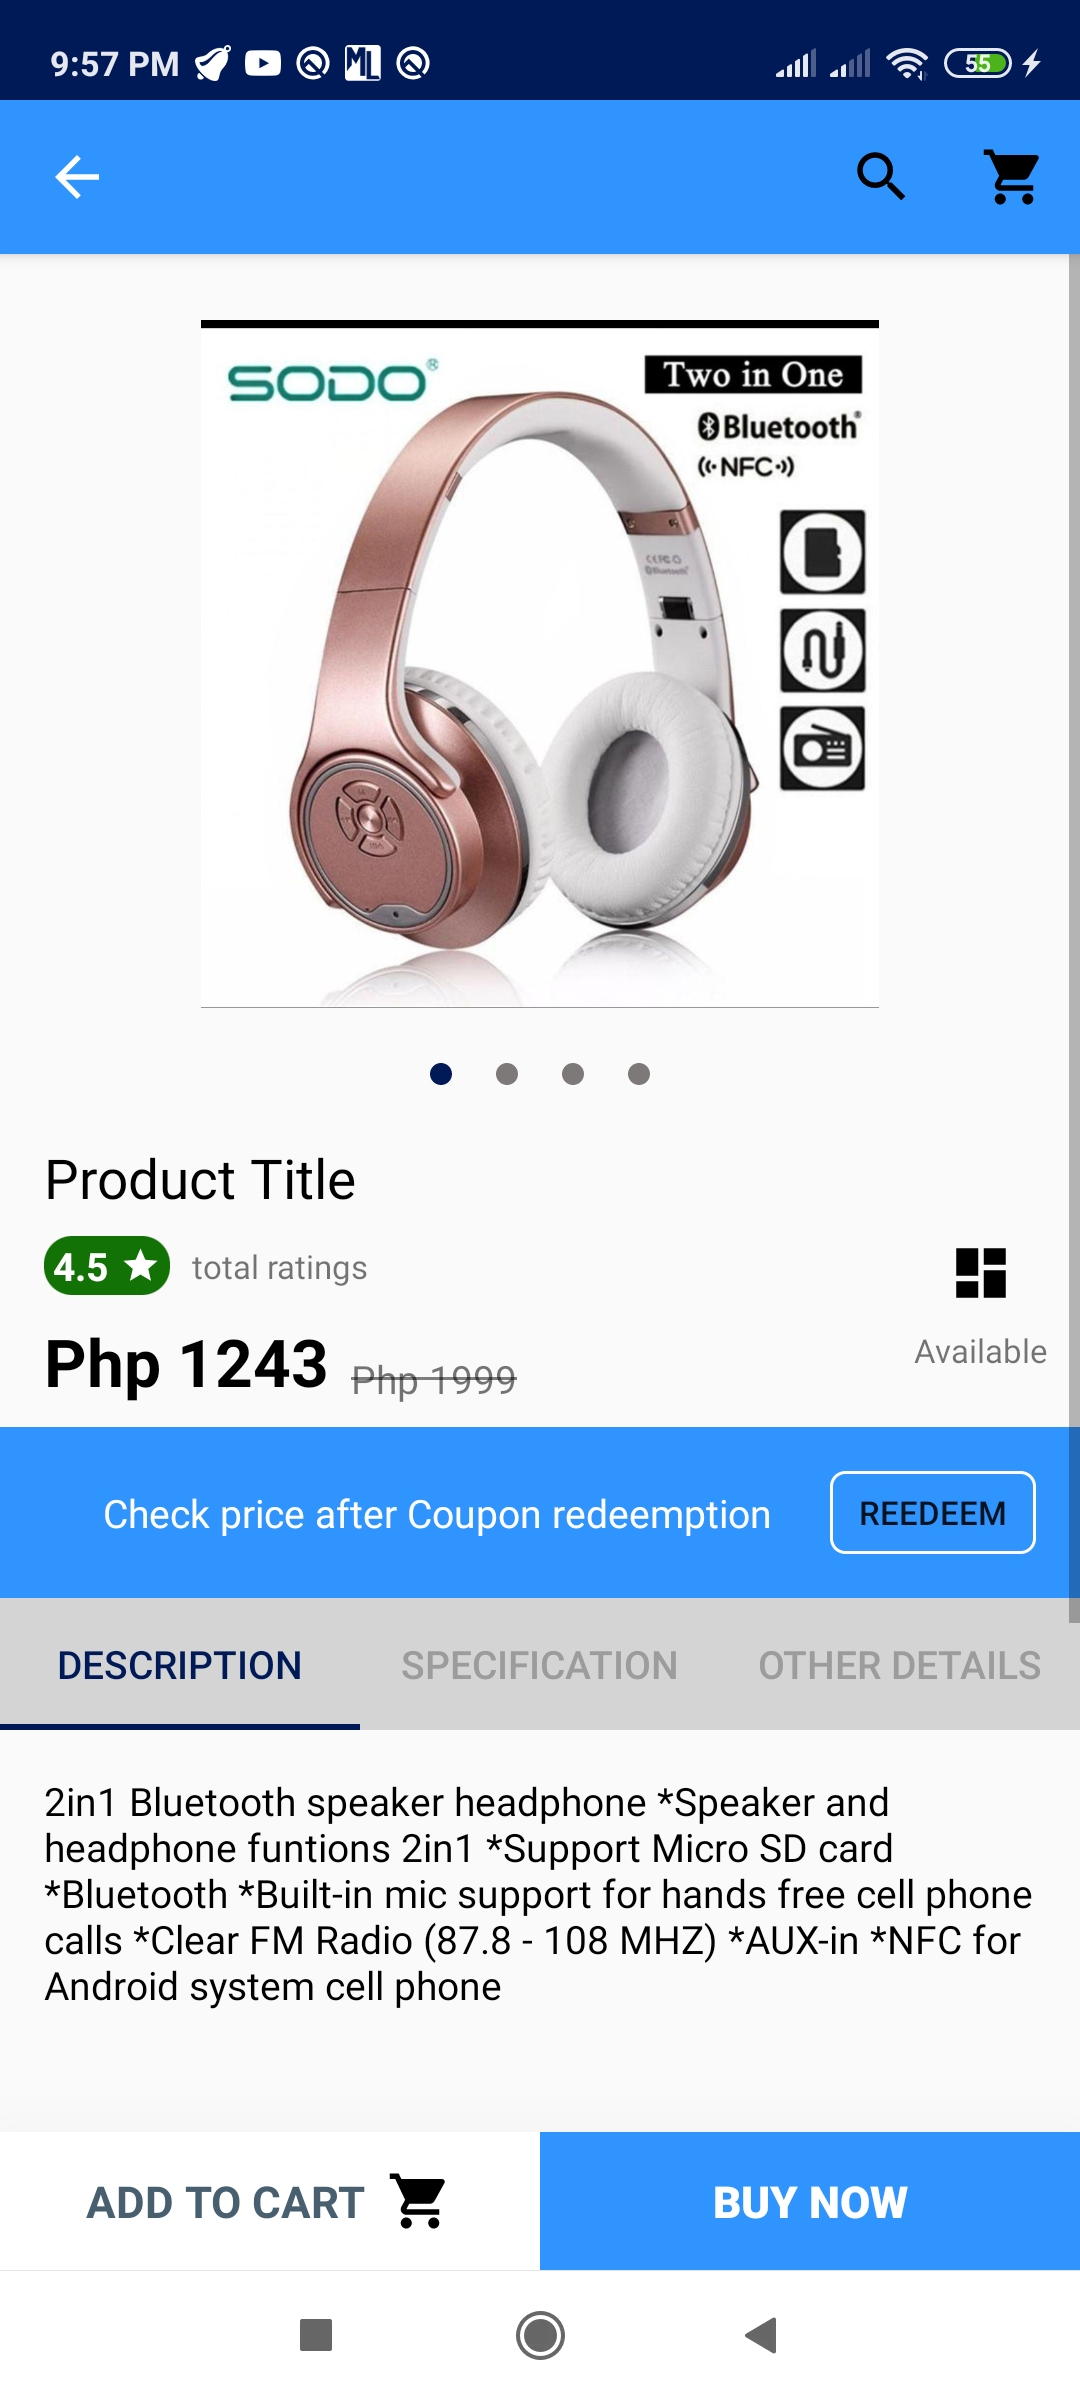 9:57 PM
ML
55
SODO®
Two in One
Bluetooth®
NFC
Product Title
4.5 ★ total ratings
Php 1243 Php 1999
Available
Check price after Coupon redeemption
REEDEEM
DESCRIPTION SPECIFICATION OTHER DETAILS
2in1 Bluetooth speaker headphone *Speaker and
headphone funtions 2in1 *Support Micro SD card
*Bluetooth *Built-in mic support for hands free cell phone
calls *Clear FM Radio (87.8 - 108 MHZ) *AUX-in *NFC for
Android system cell phone
ADD TO CART
BUY NOW